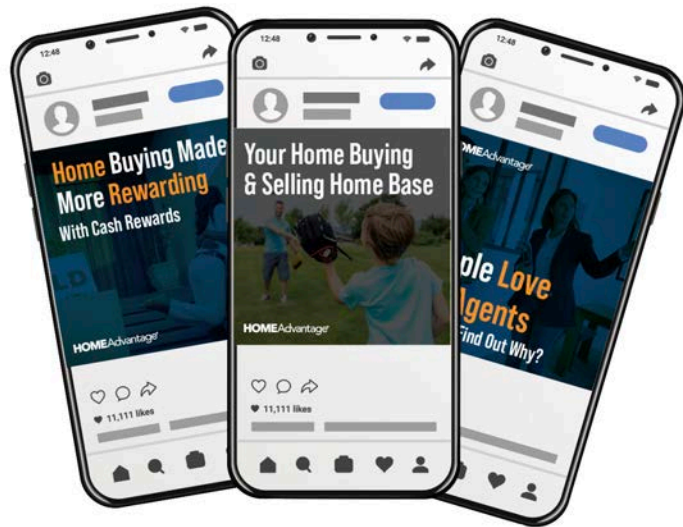 12:48
Home Buying Made
More Rewarding
With Cash Rewards
LD
HOMEAdvantage
11,111 likes
12:48
Your Home Buying
& Selling Home Base
HOMEAdvantage
11,111 likes
12:48
HOMEAdvantage
ple Love
Agents
Find Out Why?